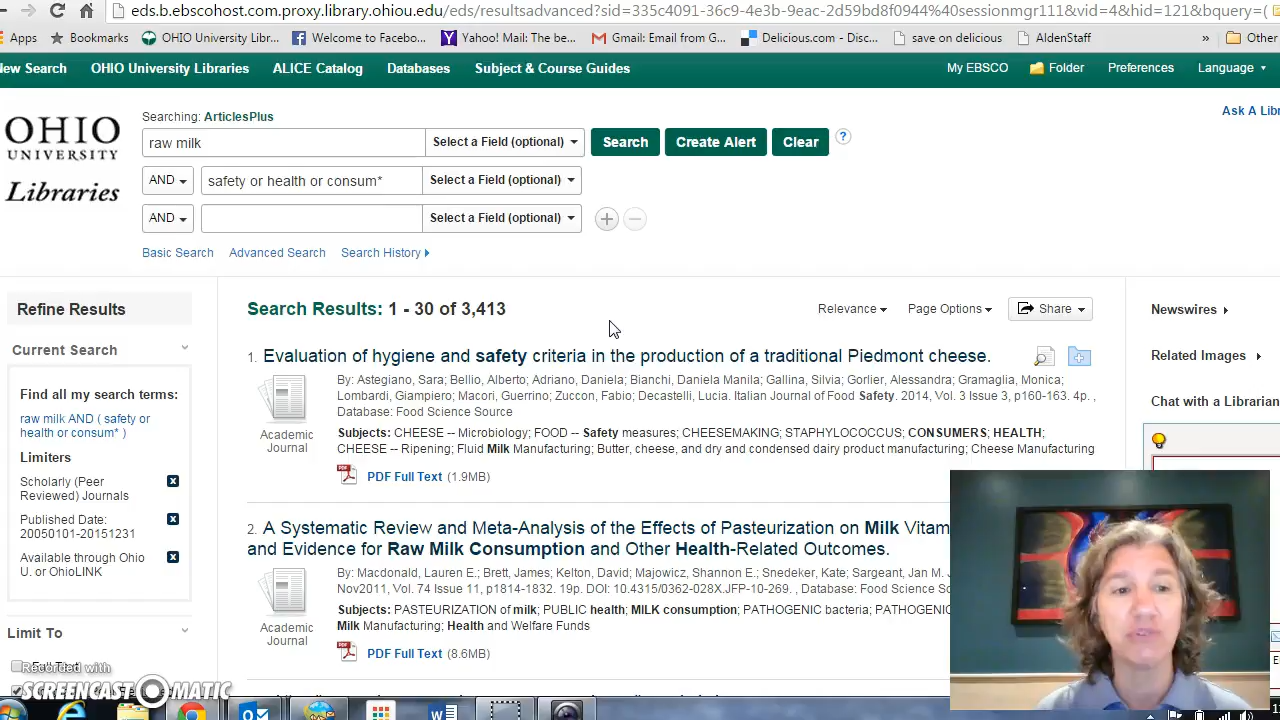 eds.b.ebscohost.com.proxy.library.ohiou.edu/eds/resultsadvanced?sid=335c4091-36c9-4e3b-9eac-2d59bd8f0944%40sessionmgr111&vid=4&hid=121&bquery=(
Apps Bookmarks OHIO University Libr... Welcome to Facebo... Yahoo! Mail: The be... Gmail: Email from G... Delicious.com - Disc... save on delicious AldenStaff » Other
New Search OHIO University Libraries ALICE Catalog Databases Subject & Course Guides My EBSCO Folder Preferences Language
Ask A Lib
Searching: ArticlesPlus
OHIO
UNIVERSITY
Libraries
raw milk Select a Field (optional) Search Create Alert Clear ?
AND safety or health or consum* Select a Field (optional)
AND Select a Field (optional)
Basic Search Advanced Search Search History
Refine Results
Current Search
Find all my search terms:
raw milk AND ( safety or
health or consum* )
Limiters
Scholarly (Peer
Reviewed) Journals
Published Date:
20050101-20151231
Available through Ohio
U. or OhioLINK
Limit To
Full Text
Recorded with
SCREENCAST MATIC
Search Results: 1 - 30 of 3,413 Relevance Page Options Share
1. Evaluation of hygiene and safety criteria in the production of a traditional Piedmont cheese.
By: Astegiano, Sara; Bellio, Alberto; Adriano, Daniela; Bianchi, Daniela Manila; Gallina, Silvia; Gorlier, Alessandra; Gramaglia, Monica;
Lombardi, Giampiero; Macori, Guerrino; Zuccon, Fabio; Decastelli, Lucia. Italian Journal of Food Safety. 2014, Vol. 3 Issue 3, p160-163. 4p. ,
Database: Food Science Source
Academic
Journal
Subjects: CHEESE -- Microbiology; FOOD -- Safety measures; CHEESEMAKING; STAPHYLOCOCCUS; CONSUMERS; HEALTH;
CHEESE -- Ripening; Fluid Milk Manufacturing; Butter, cheese, and dry and condensed dairy product manufacturing; Cheese Manufacturing
PDF Full Text (1.9MB)
2. A Systematic Review and Meta-Analysis of the Effects of Pasteurization on Milk Vitam
and Evidence for Raw Milk Consumption and Other Health-Related Outcomes.
By: Macdonald, Lauren E.; Brett, James; Kelton, David; Majowicz, Shannon E.; Snedeker, Kate; Sargeant, Jan M. J
Nov2011, Vol. 74 Issue 11, p1814-1832. 19p. DOI: 10.4315/0362-028X.JFP-10-269. , Database: Food Science So
Academic
Journal
Subjects: PASTEURIZATION of milk; PUBLIC health; MILK consumption; PATHOGENIC bacteria; PATHOGENIC
Milk Manufacturing; Health and Welfare Funds
PDF Full Text (8.6MB)
Newswires
Related Images
Chat with a Librarian